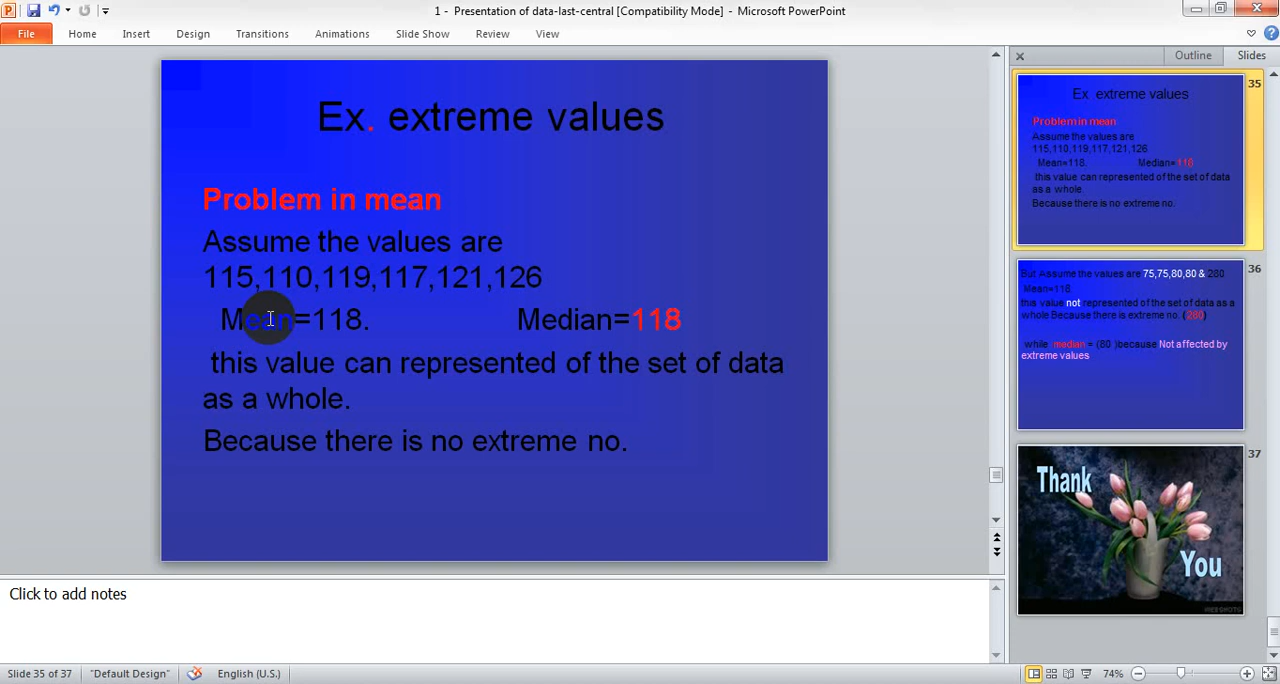 1 - Presentation of data-last-central [Compatibility Mode] - Microsoft PowerPoint
File Home Insert Design Transitions Animations Slide Show Review View
Ex. extreme values
Problem in mean
Assume the values are
115,110,119,117,121,126
Mean=118. Median=118
this value can represented of the set of data
as a whole.
Because there is no extreme no.
Click to add notes
Outline Slides
35
Ex. extreme values
Problem in mean
Assume the values are
115,110,119,117,121,126
Mean=118. Median=118
this value can represented of the set of data
as a whole.
Because there is no extreme no.
36
But Assume the values are 75,75,80,80 & 280
Mean=118
this value not represented of the set of data as a
whole Because there is extreme no. (280)
while median = (80 )because Not affected by
extreme values
37
Thank
You
Slide 35 of 37 "Default Design" English (U.S.) 74%